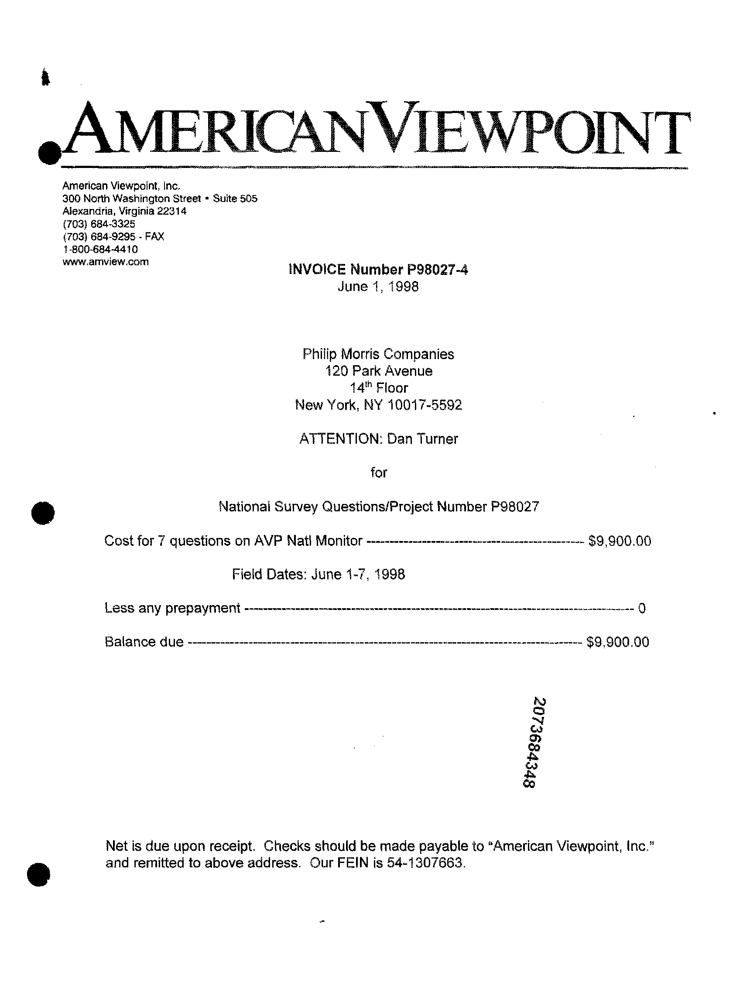 AMERICAN VIEWPOINT
American Viewpoint, Inc.
300 North Washington Street • Suite 505
Alexandria, Virginia 22314
(703) 684-3325
(703) 684-9295 - FAX
1-800-684-4410
www.amview.com
INVOICE Number P98027-4
June 1, 1998
Philip Morris Companies
120 Park Avenue
14th Floor
New York, NY 10017-5592
ATTENTION: Dan Turner
for
National Survey Questions/Project Number P98027
Cost for 7 questions on AVP Natl Monitor ---------------------------------------------- $9,900.00
Field Dates: June 1-7, 1998
Less any prepayment ---------------------------------------------------------------------------------- 0
Balance due ----------------------------------------------------------------------------------- $9,900.00
2073684348
Net is due upon receipt. Checks should be made payable to "American Viewpoint, Inc."
and remitted to above address. Our FEIN is 54-1307663.